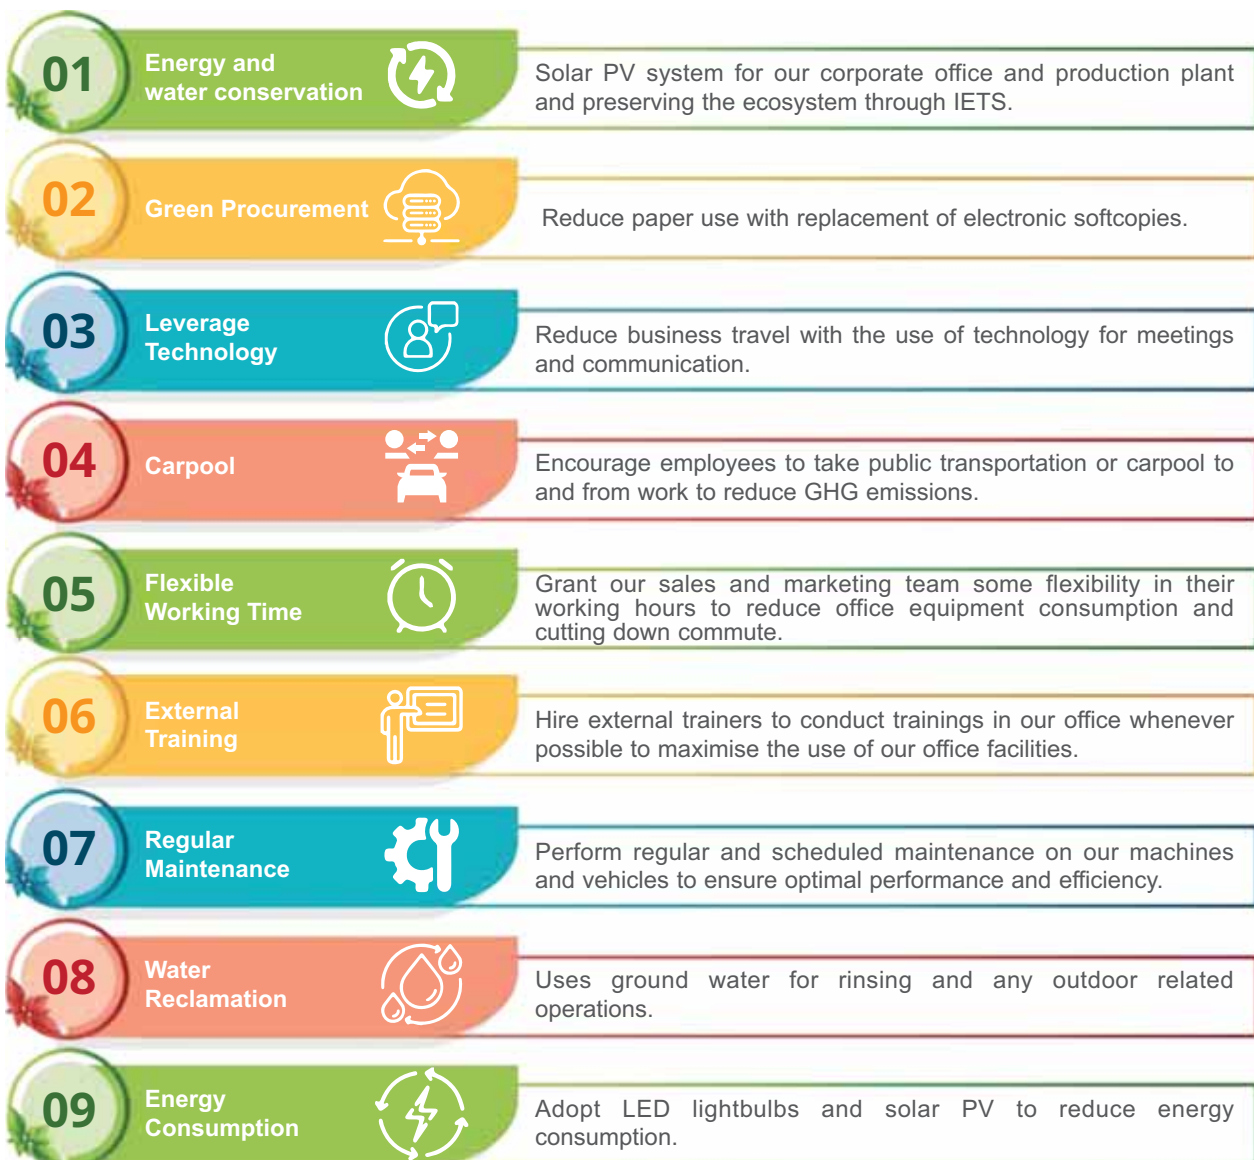 01
Energy and
water conservation
Solar PV system for our corporate office and production plant
and preserving the ecosystem through IETS.
02
Green Procurement
Reduce paper use with replacement of electronic softcopies.
03
Leverage
Technology
Reduce business travel with the use of technology for meetings
and communication.
04
Carpool
Encourage employees to take public transportation or carpool to
and from work to reduce GHG emissions.
05
Flexible
Working Time
Grant our sales and marketing team some flexibility in their
working hours to reduce office equipment consumption and
cutting down commute.
06
External
Training
Hire external trainers to conduct trainings in our office whenever
possible to maximise the use of our office facilities.
07
Regular
Maintenance
Perform regular and scheduled maintenance on our machines
and vehicles to ensure optimal performance and efficiency.
08
Water
Reclamation
Uses ground water for rinsing and any outdoor related
operations.
09
Energy
Consumption
Adopt LED lightbulbs and solar PV to reduce energy
consumption.